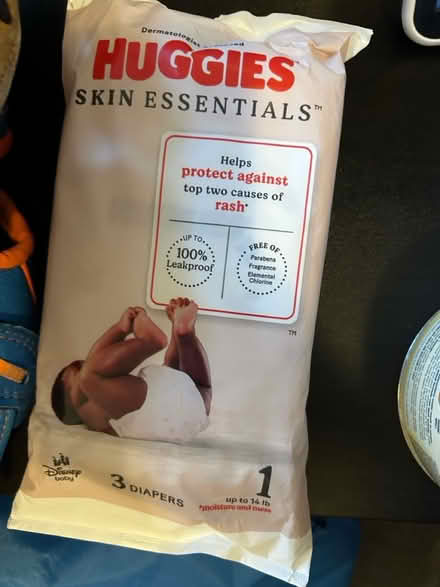 Dermatologist
HUGGIES
SKIN ESSENTIALS™
Helps
protect against
top two causes of
rash*
UP TO
100%
Leakproof
FREE OF
Parabens
Fragrance
Elemental
Chlorine
TM
Disney
baby
3 DIAPERS
1
up to 14 lb
*moisture and mess